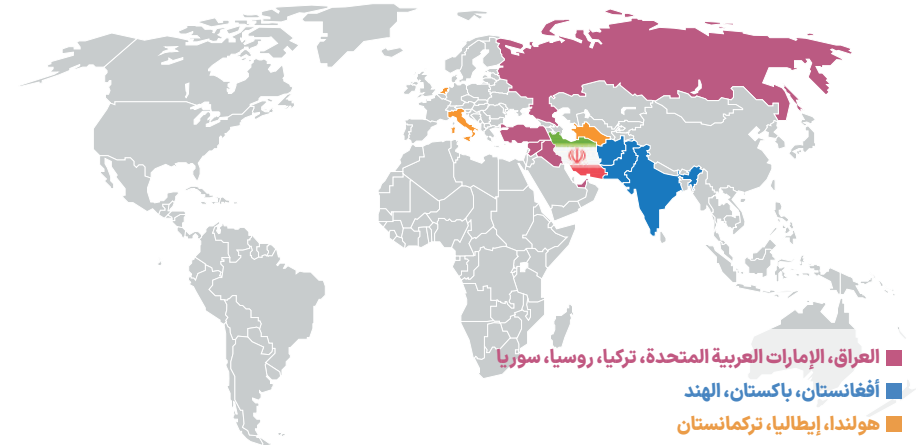 العراق، الإمارات العربية المتحدة، تركيا، روسيا، سوريا
أفغانستان، باكستان، الهند
هولندا، إيطاليا، تركمانستان